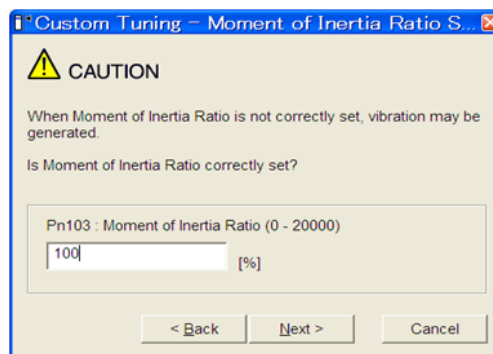 Custom Tuning - Moment of Inertia Ratio S...
CAUTION
When Moment of Inertia Ratio is not correctly set, vibration may be
generated.
Is Moment of Inertia Ratio correctly set?
Pn103 : Moment of Inertia Ratio (0 - 20000)
100
[%]
< Back
Next >
Cancel